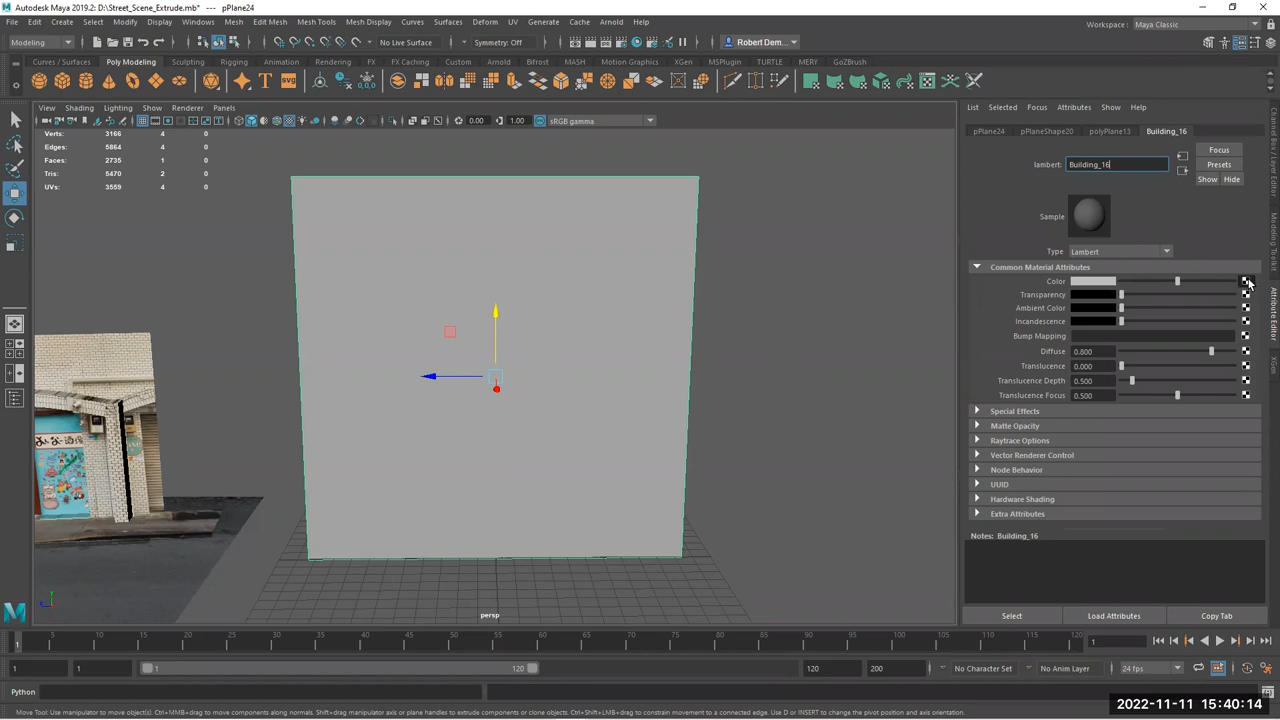 Autodesk Maya 2019.2: D:\Street_Scene_Extrude.mb*  ---  pPlane24
File Edit Create Select Modify Display Windows Mesh Edit Mesh Mesh Tools Mesh Display Curves Surfaces Deform UV Generate Cache Arnold Help
Workspace : Maya Classic
Modeling No Live Surface Symmetry: Off Robert Dem...
Curves / Surfaces Poly Modeling Sculpting Rigging Animation Rendering FX FX Caching Custom Arnold Bifrost MASH Motion Graphics XGen MSPlugin TURTLE MERY GoZBrush
SVG
0,0,0
View Shading Lighting Show Renderer Panels
0.00 1.00 sRGB gamma
Verts: 3166 4 0
Edges: 5864 4 0
Faces: 2735 1 0
Tris: 5470 2 0
UVs: 3559 4 0
persp
List Selected Focus Attributes Show Help
pPlane24 pPlaneShape20 polyPlane13 Building_16
lambert: Building_16
Focus
Presets
Show Hide
Sample
Type Lambert
Common Material Attributes
Color
Transparency
Ambient Color
Incandescence
Bump Mapping
Diffuse 0.800
Translucence 0.000
Translucence Depth 0.500
Translucence Focus 0.500
Special Effects
Matte Opacity
Raytrace Options
Vector Renderer Control
Node Behavior
UUID
Hardware Shading
Extra Attributes
Notes: Building_16
Select Load Attributes Copy Tab
Channel Box / Layer Editor
Modeling Toolkit
Attribute Editor
XGen
5 10 15 20 25 30 35 40 45 50 55 60 65 70 75 80 85 90 95 100 105 110 115 120
1
1 1 1 120 120 200 No Character Set No Anim Layer 24 fps
Python
Move Tool: Use manipulator to move object(s). Ctrl+MMB+drag to move components along normals. Shift+drag manipulator axis or plane handles to extrude components or clone objects. Ctrl+Shift+LMB+drag to constrain movement to a connected edge. Use D or INSERT to change the pivot position and axis orientation.
2022-11-11 15:40:14